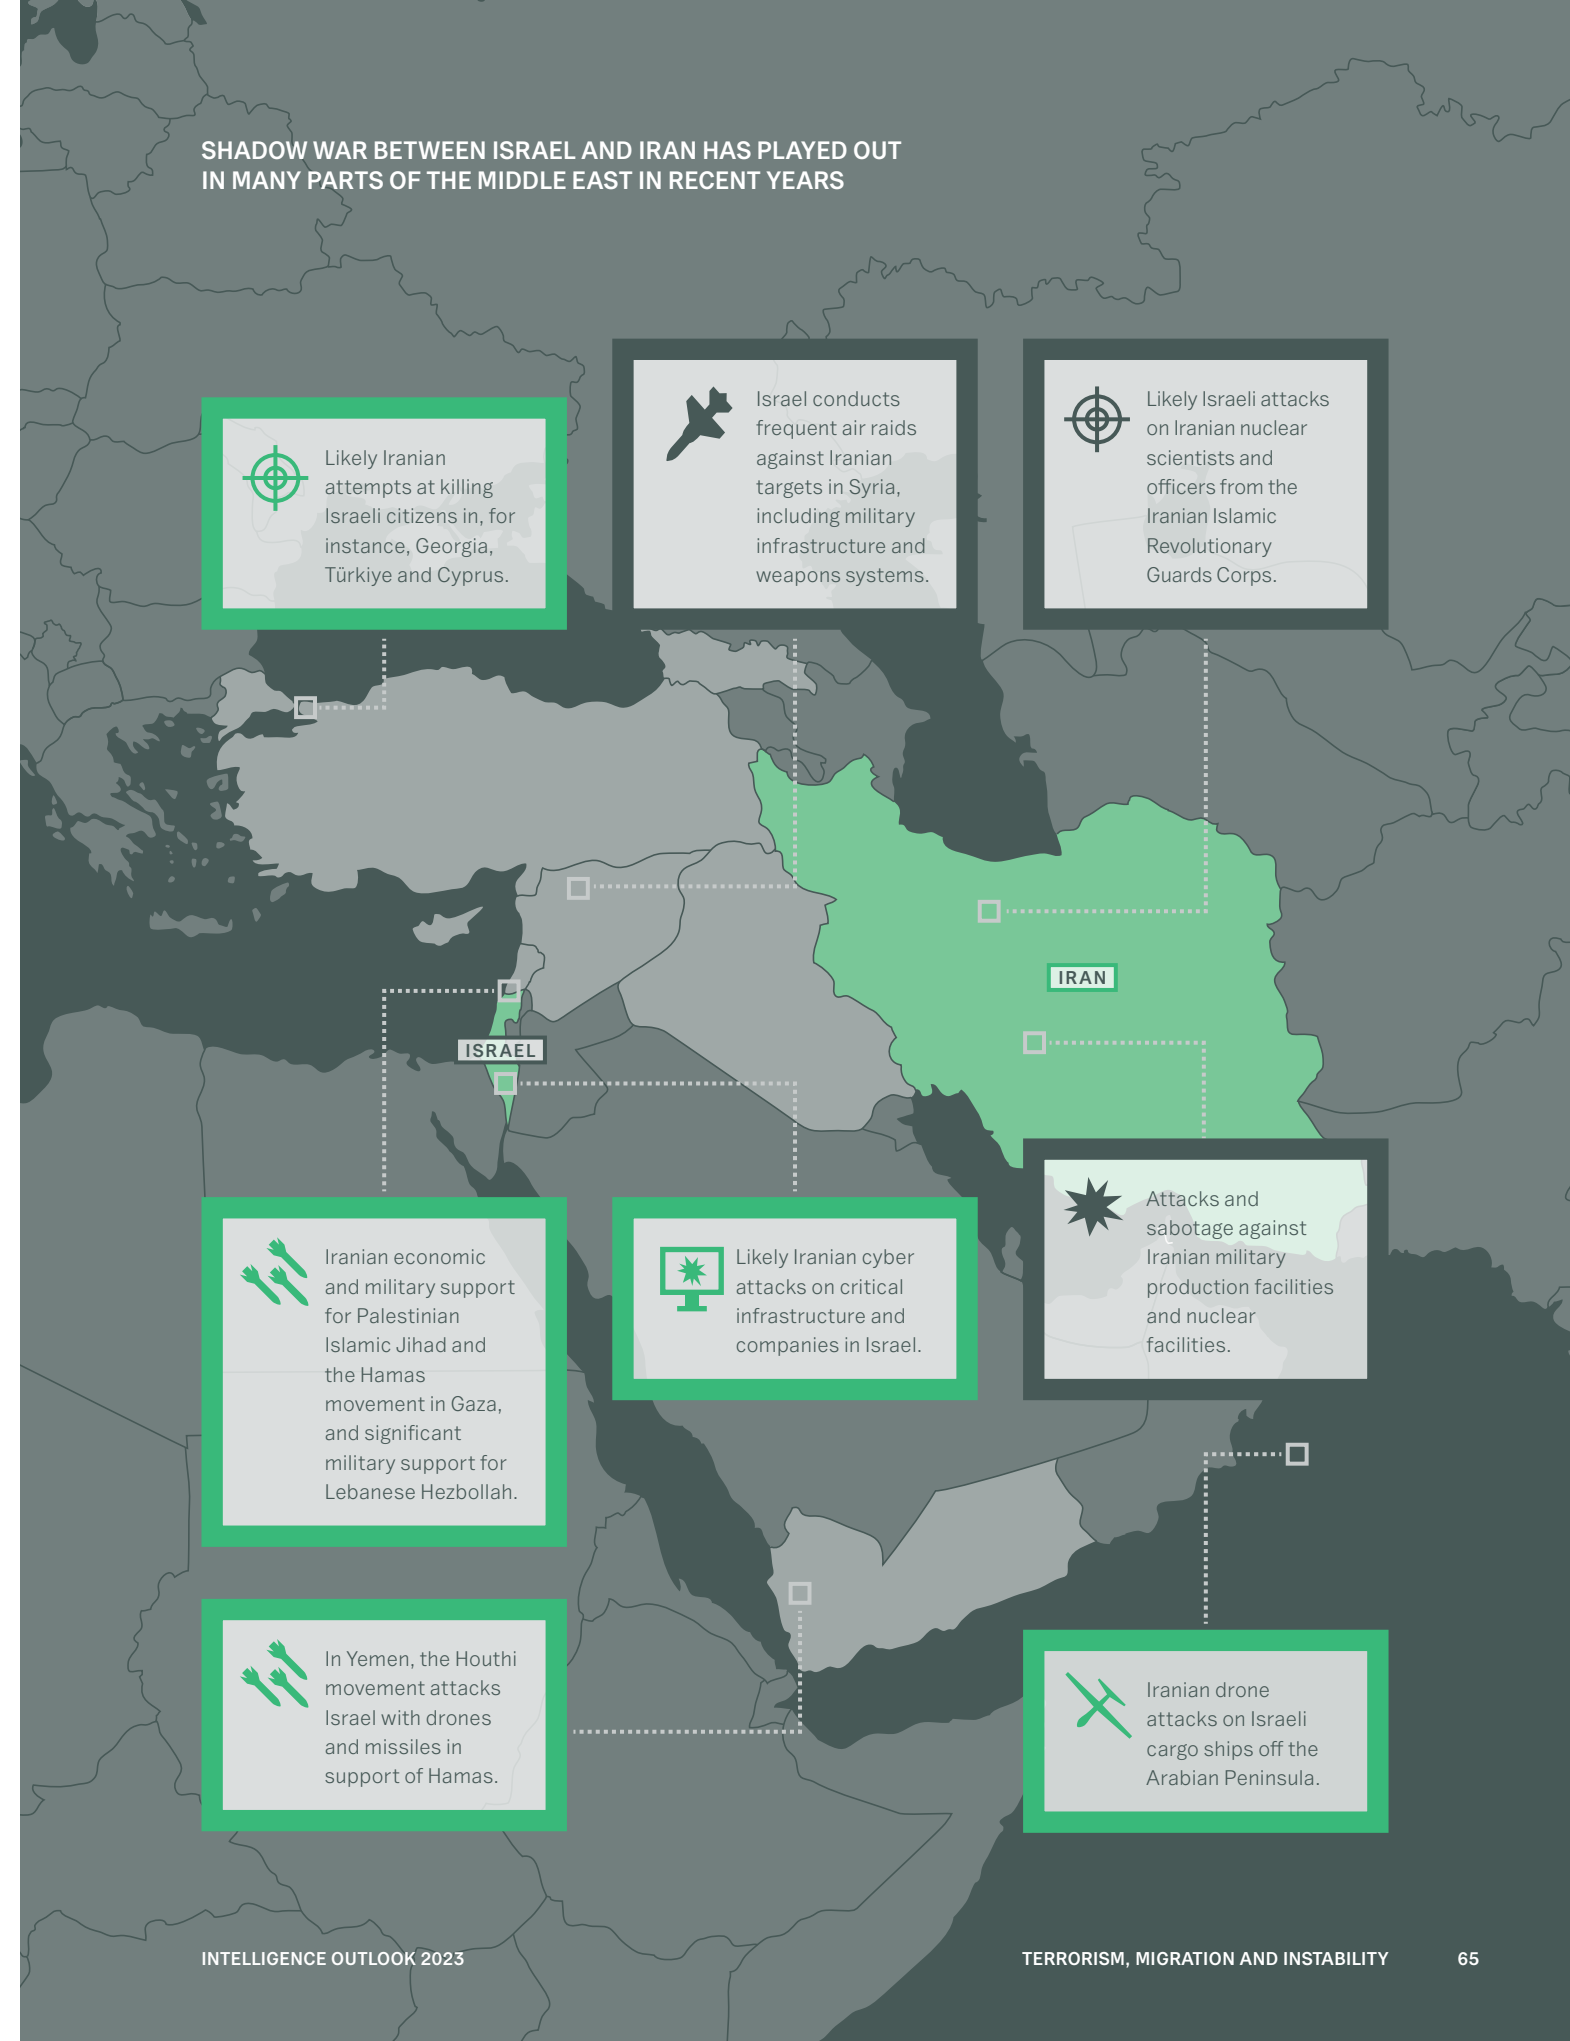 SHADOW WAR BETWEEN ISRAEL AND IRAN HAS PLAYED OUT
IN MANY PARTS OF THE MIDDLE EAST IN RECENT YEARS
Likely Iranian
attempts at killing
Israeli citizens in, for
instance, Georgia,
Türkiye and Cyprus.
Israel conducts
frequent air raids
against Iranian
targets in Syria,
including military
infrastructure and
weapons systems.
Likely Israeli attacks
on Iranian nuclear
scientists and
officers from the
Iranian Islamic
Revolutionary
Guards Corps.
IRAN
ISRAEL
Iranian economic
and military support
for Palestinian
Islamic Jihad and
the Hamas
movement in Gaza,
and significant
military support for
Lebanese Hezbollah.
Likely Iranian cyber
attacks on critical
infrastructure and
companies in Israel.
Attacks and
sabotage against
Iranian military
production facilities
and nuclear
facilities.
In Yemen, the Houthi
movement attacks
Israel with drones
and missiles in
support of Hamas.
Iranian drone
attacks on Israeli
cargo ships off the
Arabian Peninsula.
INTELLIGENCE OUTLOOK 2023
TERRORISM, MIGRATION AND INSTABILITY
65